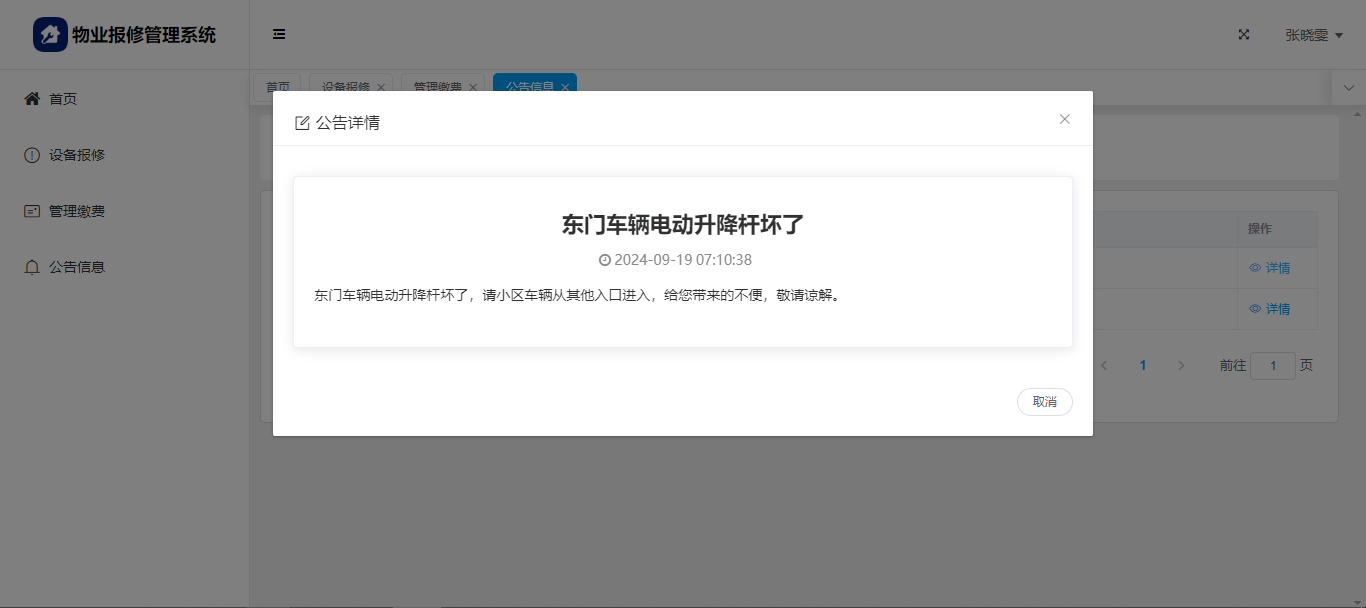 物业报修管理系统
张晓雯
首页
设备报修
管理缴费
公告信息
首页
设备报修
管理缴费
公告信息
公告详情
东门车辆电动升降杆坏了
2024-09-19 07:10:38
东门车辆电动升降杆坏了，请小区车辆从其他入口进入，给您带来的不便，敬请谅解。
取消
操作
详情
详情
1
前往 1 页